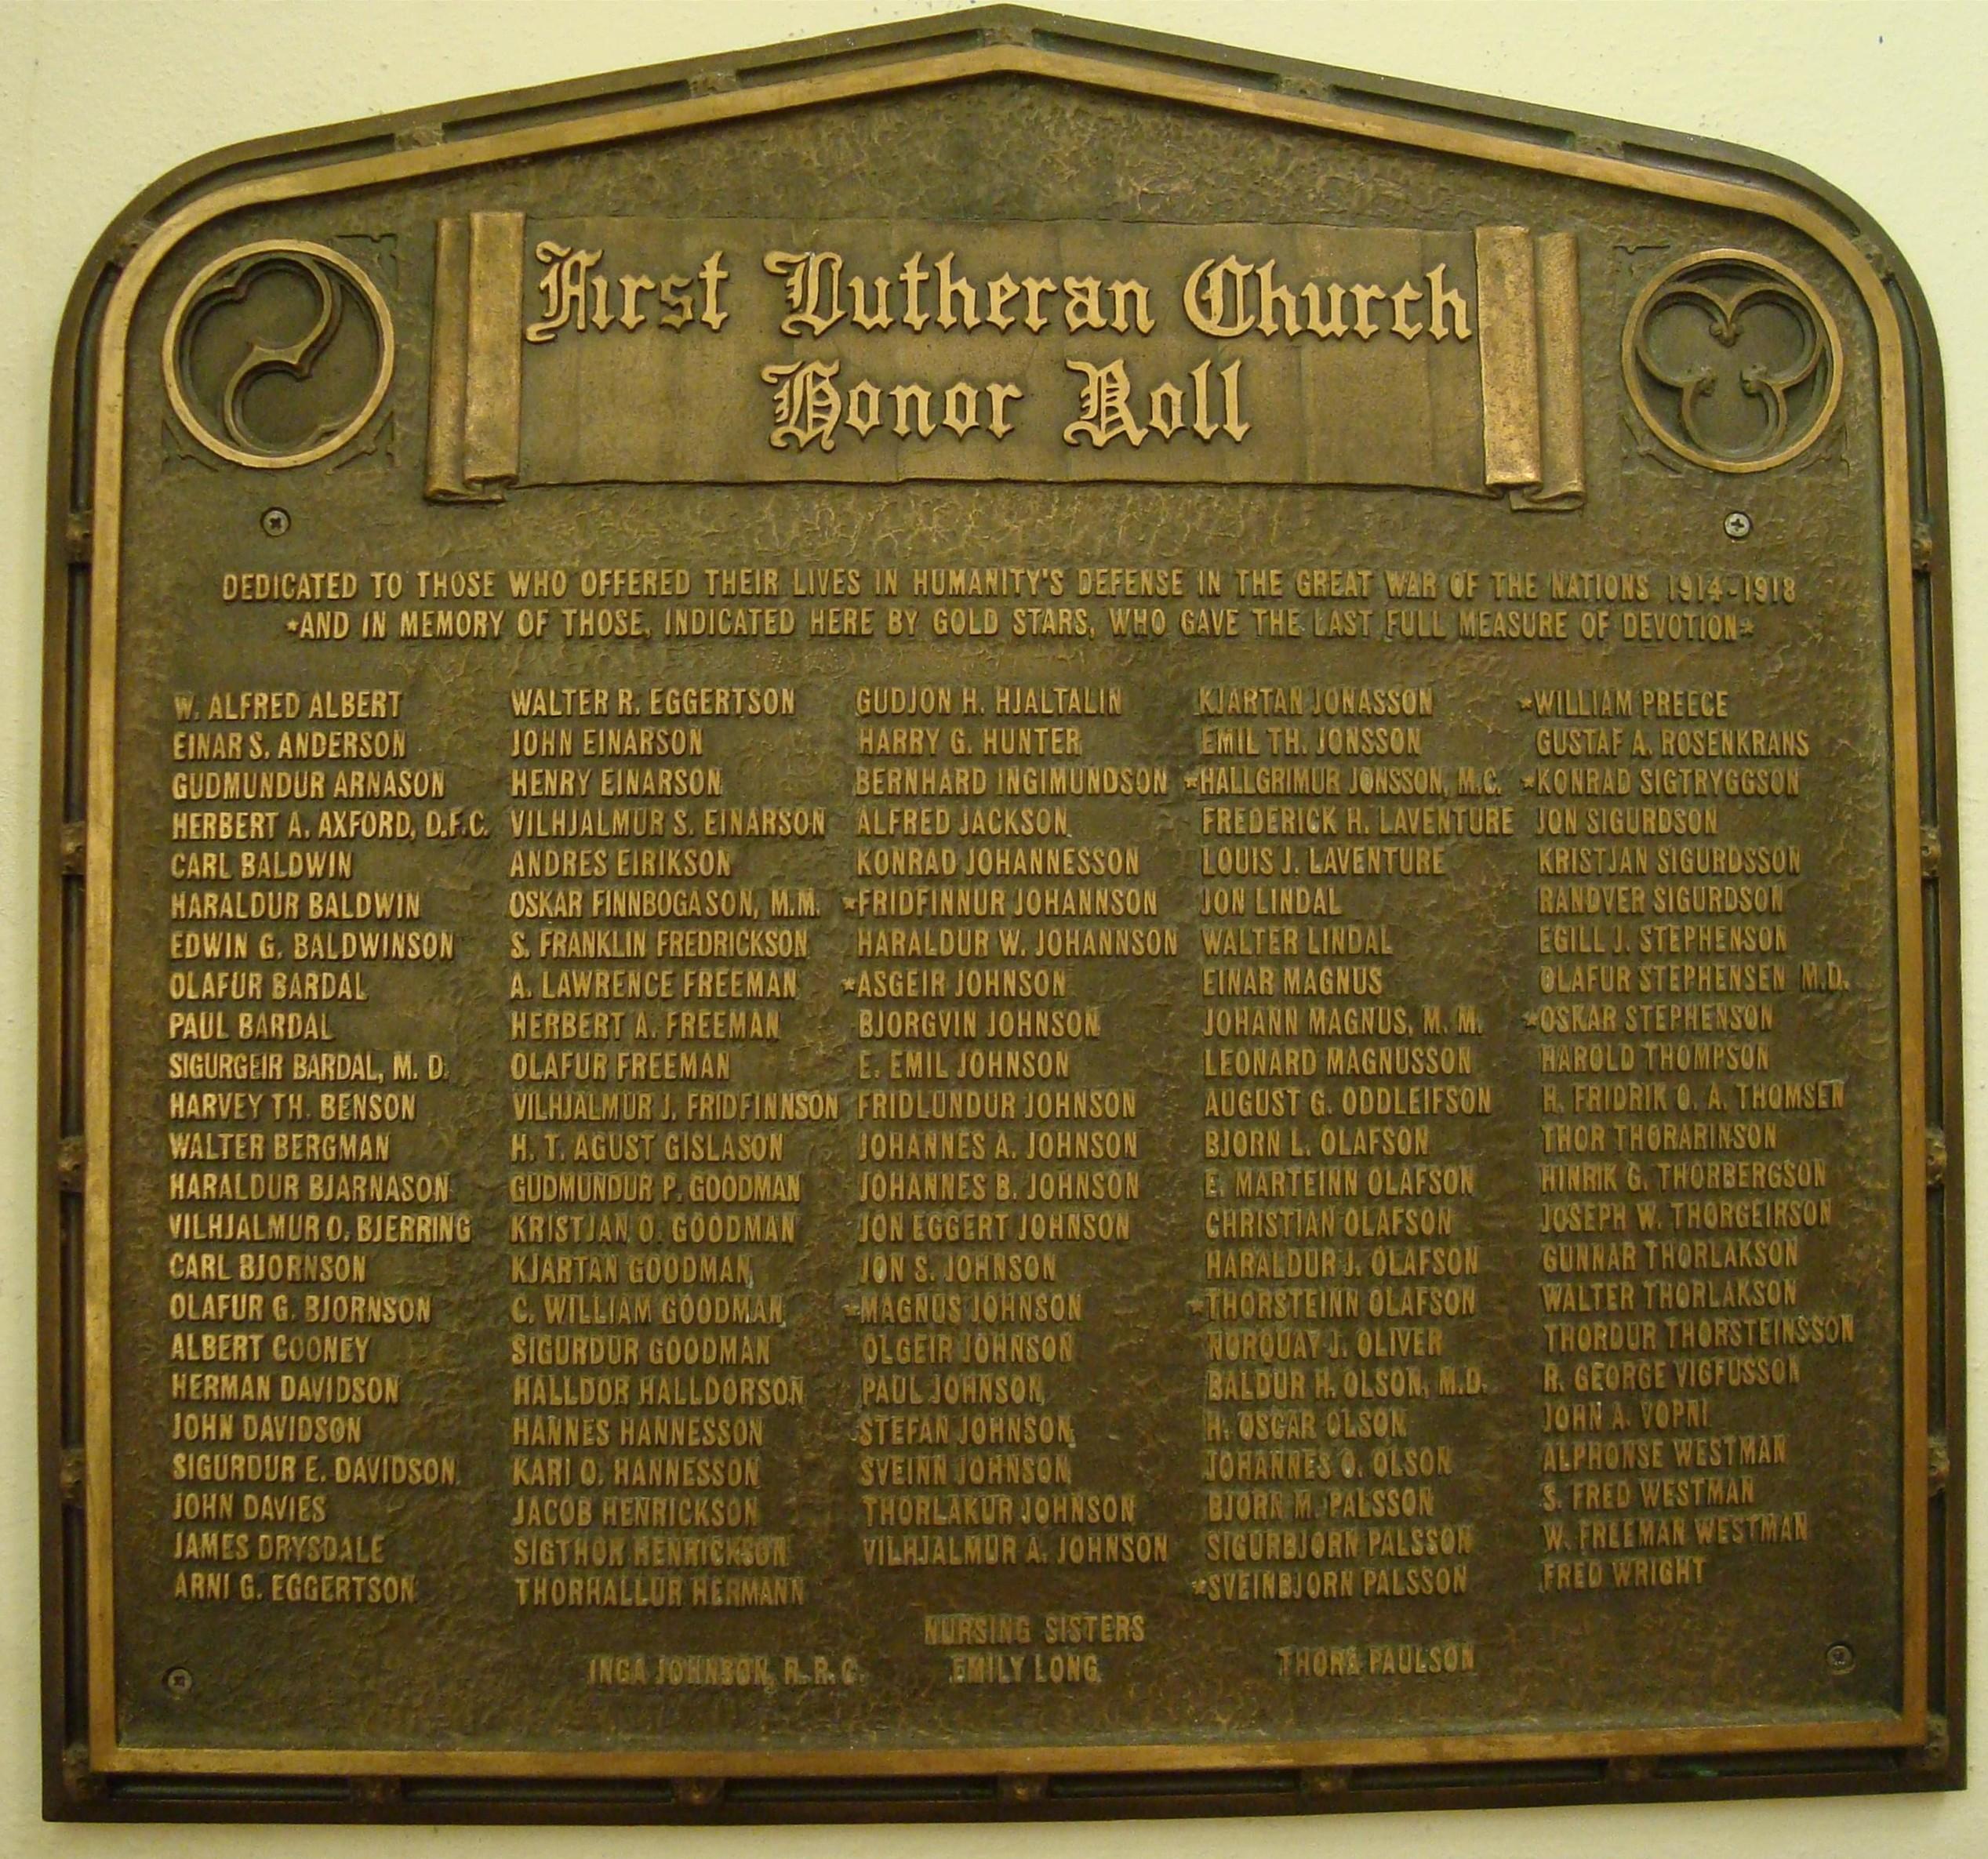 First Lutheran Church
Honor Roll
DEDICATED TO THOSE WHO OFFERED THEIR LIVES IN HUMANITY'S DEFENSE IN THE GREAT WAR OF THE NATIONS 1914-1918
*AND IN MEMORY OF THOSE, INDICATED HERE BY GOLD STARS, WHO GAVE THE LAST FULL MEASURE OF DEVOTION*
W. ALFRED ALBERT
EINAR S. ANDERSON
GUDMUNDUR ARNASON
HERBERT A. AXFORD, D.F.C.
CARL BALDWIN
HARALDUR BALDWIN
EDWIN G. BALDWINSON
OLAFUR BARDAL
PAUL BARDAL
SIGURGEIR BARDAL, M. D.
HARVEY TH. BENSON
WALTER BERGMAN
HARALDUR BJARNASON
VILHJALMUR O. BJERRING
CARL BJORNSON
OLAFUR G. BJORNSON
ALBERT COONEY
HERMAN DAVIDSON
JOHN DAVIDSON
SIGURDUR E. DAVIDSON
JOHN DAVIES
JAMES DRYSDALE
ARNI G. EGGERTSON
WALTER R. EGGERTSON
JOHN EINARSON
HENRY EINARSON
VILHJALMUR S. EINARSON
ANDRES EIRIKSON
OSKAR FINNBOGASON, M.M.
S. FRANKLIN FREDRICKSON
A. LAWRENCE FREEMAN
HERBERT A. FREEMAN
OLAFUR FREEMAN
VILHJALMUR J. FRIDFINNSON
H. T. AGUST GISLASON
GUDMUNDUR P. GOODMAN
KRISTJAN O. GOODMAN
KJARTAN GOODMAN
C. WILLIAM GOODMAN
SIGURDUR GOODMAN
HALLDOR HALLDORSON
HANNES HANNESSON
KARI O. HANNESSON
JACOB HENRICKSON
SIGTHOR HENRICKSON
THORHALLUR HERMANN
GUDJON H. HJALTALIN
HARRY G. HUNTER
BERNHARD INGIMUNDSON
ALFRED JACKSON
KONRAD JOHANNESSON
*FRIDFINNUR JOHANNSON
HARALDUR W. JOHANNSON
*ASGEIR JOHNSON
BJORGVIN JOHNSON
E. EMIL JOHNSON
FRIDLUNDUR JOHNSON
JOHANNES A. JOHNSON
JOHANNES B. JOHNSON
JON EGGERT JOHNSON
JON S. JOHNSON
*MAGNUS JOHNSON
OLGEIR JOHNSON
PAUL JOHNSON
STEFAN JOHNSON
SVEINN JOHNSON
THORLAKUR JOHNSON
VILHJALMUR A. JOHNSON
KJARTAN JONASSON
EMIL TH. JONSSON
*HALLGRIMUR JONSSON, M.C.
FREDERICK H. LAVENTURE
LOUIS J. LAVENTURE
JON LINDAL
WALTER LINDAL
EINAR MAGNUS
JOHANN MAGNUS, M. M.
LEONARD MAGNUSSON
AUGUST G. ODDLEIFSON
BJORN L. OLAFSON
E. MARTEINN OLAFSON
CHRISTIAN OLAFSON
HARALDUR J. OLAFSON
*THORSTEINN OLAFSON
NORQUAY J. OLIVER
BALDUR H. OLSON, M.D.
H. OSCAR OLSON
JOHANNES O. OLSON
BJORN M. PALSSON
SIGURBJORN PALSSON
*SVEINBJORN PALSSON
*WILLIAM PREECE
GUSTAF A. ROSENKRANS
*KONRAD SIGTRYGGSON
JON SIGURDSON
KRISTJAN SIGURDSSON
RANDVER SIGURDSON
EGILL J. STEPHENSON
OLAFUR STEPHENSEN M.D.
*OSKAR STEPHENSON
HAROLD THOMPSON
H. FRIDRIK O. A. THOMSEN
THOR THORARINSON
HINRIK G. THORBERGSON
JOSEPH W. THORGEIRSON
GUNNAR THORLAKSON
WALTER THORLAKSON
THORDUR THORSTEINSSON
R. GEORGE VIGFUSSON
JOHN A. VOPNI
ALPHONSE WESTMAN
S. FRED WESTMAN
W. FREEMAN WESTMAN
FRED WRIGHT
NURSING SISTERS
INGA JOHNSON, R.R.C. EMILY LONG THORA PAULSON